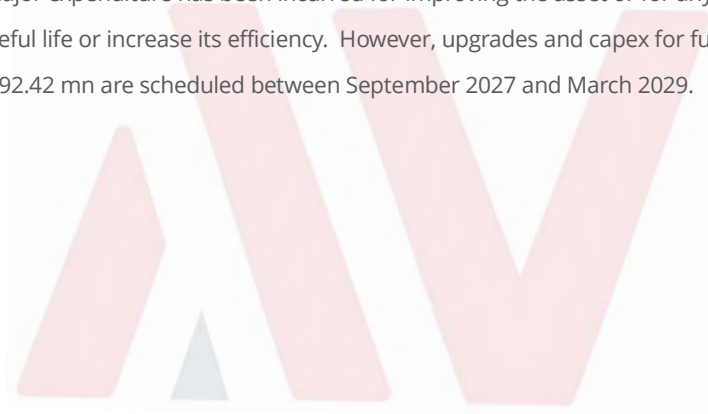 ajor expenditure has been incurred for improving the asset or for any
eful life or increase its efficiency. However, upgrades and capex for fu
92.42 mn are scheduled between September 2027 and March 2029.